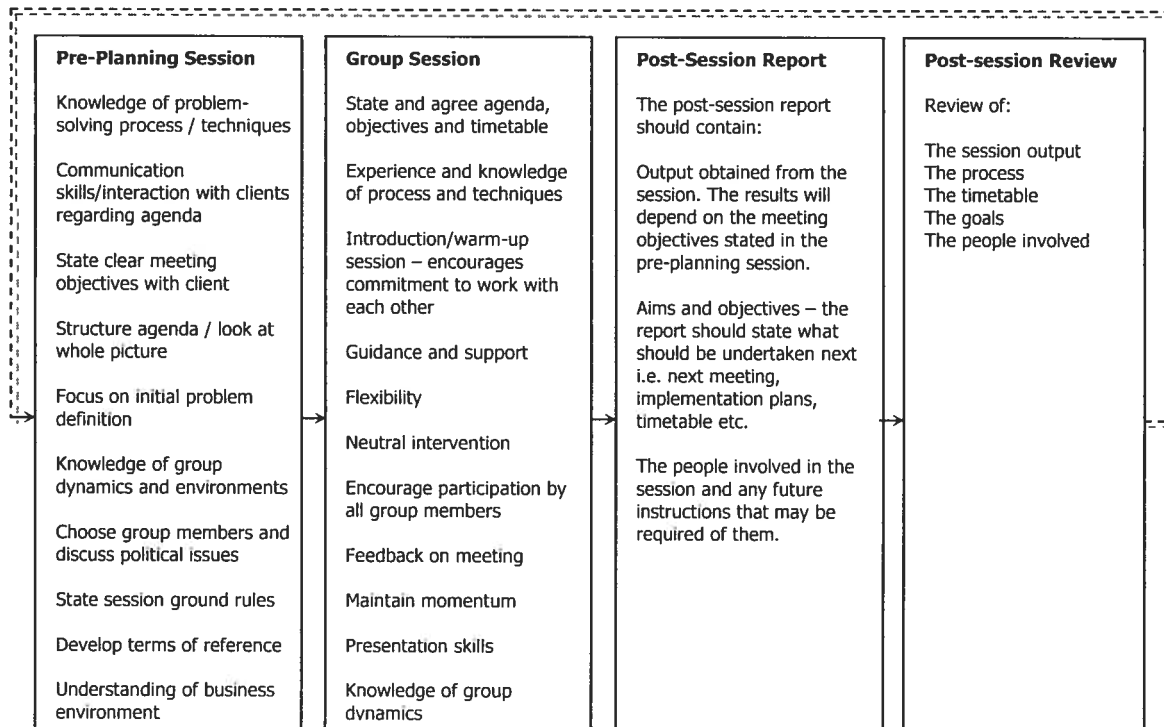 Pre-Planning Session
Knowledge of problem-
solving process / techniques
Communication
skills/interaction with clients
regarding agenda
State clear meeting
objectives with client
Structure agenda / look at
whole picture
Focus on initial problem
definition
Knowledge of group
dynamics and environments
Choose group members and
discuss political issues
State session ground rules
Develop terms of reference
Understanding of business
environment
Group Session
State and agree agenda,
objectives and timetable
Experience and knowledge
of process and techniques
Introduction/warm-up
session – encourages
commitment to work with
each other
Guidance and support
Flexibility
Neutral intervention
Encourage participation by
all group members
Feedback on meeting
Maintain momentum
Presentation skills
Knowledge of group
dynamics
Post-Session Report
The post-session report
should contain:
Output obtained from the
session. The results will
depend on the meeting
objectives stated in the
pre-planning session.
Aims and objectives – the
report should state what
should be undertaken next
i.e. next meeting,
implementation plans,
timetable etc.
The people involved in the
session and any future
instructions that may be
required of them.
Post-session Review
Review of:
The session output
The process
The timetable
The goals
The people involved